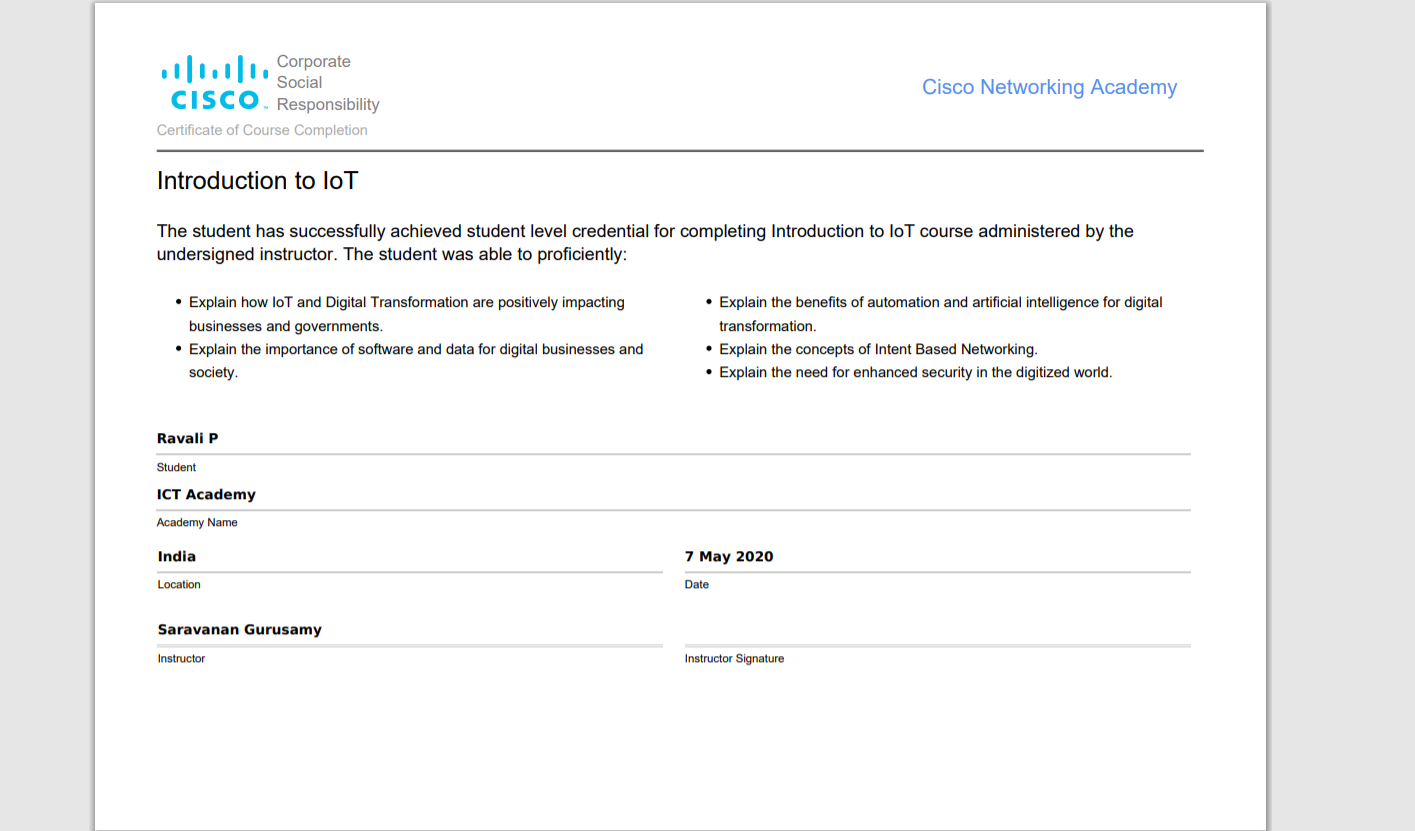 Corporate
Social
Responsibility
CISCO
Certificate of Course Completion
Cisco Networking Academy
Introduction to IoT
The student has successfully achieved student level credential for completing Introduction to IoT course administered by the
undersigned instructor. The student was able to proficiently:
• Explain how IoT and Digital Transformation are positively impacting
businesses and governments.
• Explain the importance of software and data for digital businesses and
society.
• Explain the benefits of automation and artificial intelligence for digital
transformation.
• Explain the concepts of Intent Based Networking.
• Explain the need for enhanced security in the digitized world.
Ravali P
Student
ICT Academy
Academy Name
India
Location
7 May 2020
Date
Saravanan Gurusamy
Instructor
Instructor Signature